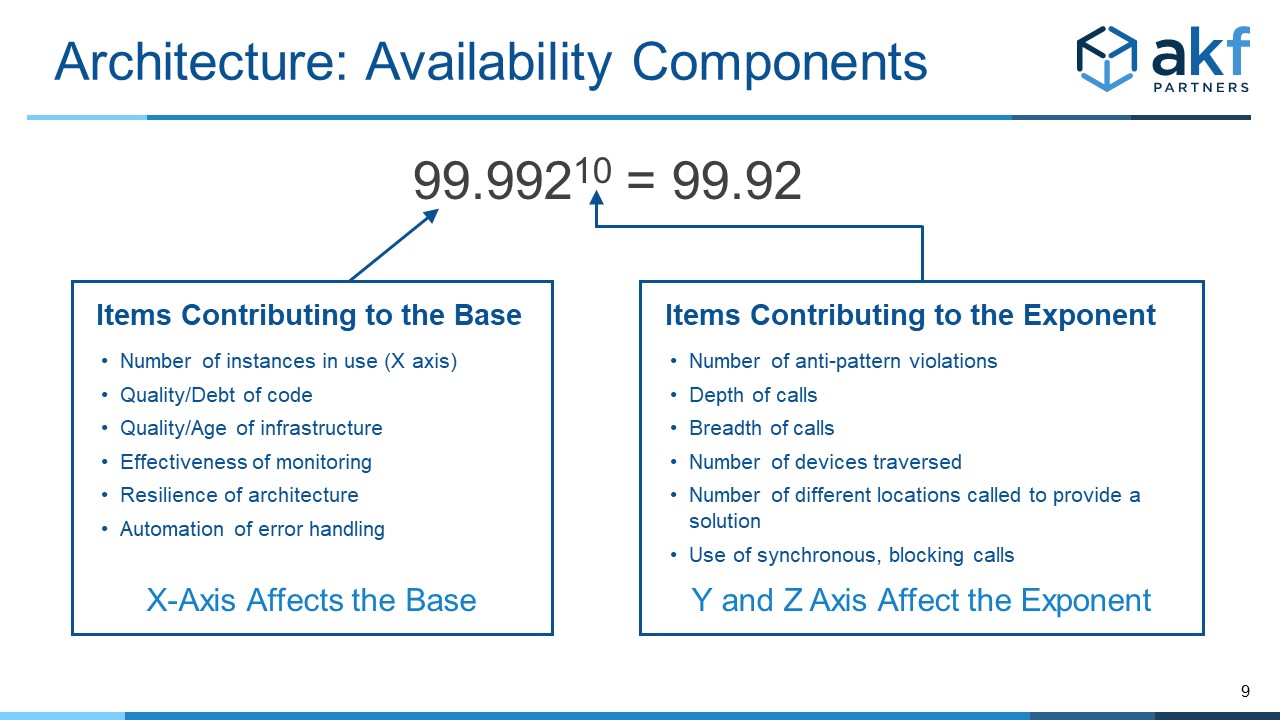 Architecture: Availability Components
akf
PARTNERS
99.992¹⁰ = 99.92
Items Contributing to the Base
• Number of instances in use (X axis)
• Quality/Debt of code
• Quality/Age of infrastructure
• Effectiveness of monitoring
• Resilience of architecture
• Automation of error handling
X-Axis Affects the Base
Items Contributing to the Exponent
• Number of anti-pattern violations
• Depth of calls
• Breadth of calls
• Number of devices traversed
• Number of different locations called to provide a
solution
• Use of synchronous, blocking calls
Y and Z Axis Affect the Exponent
9